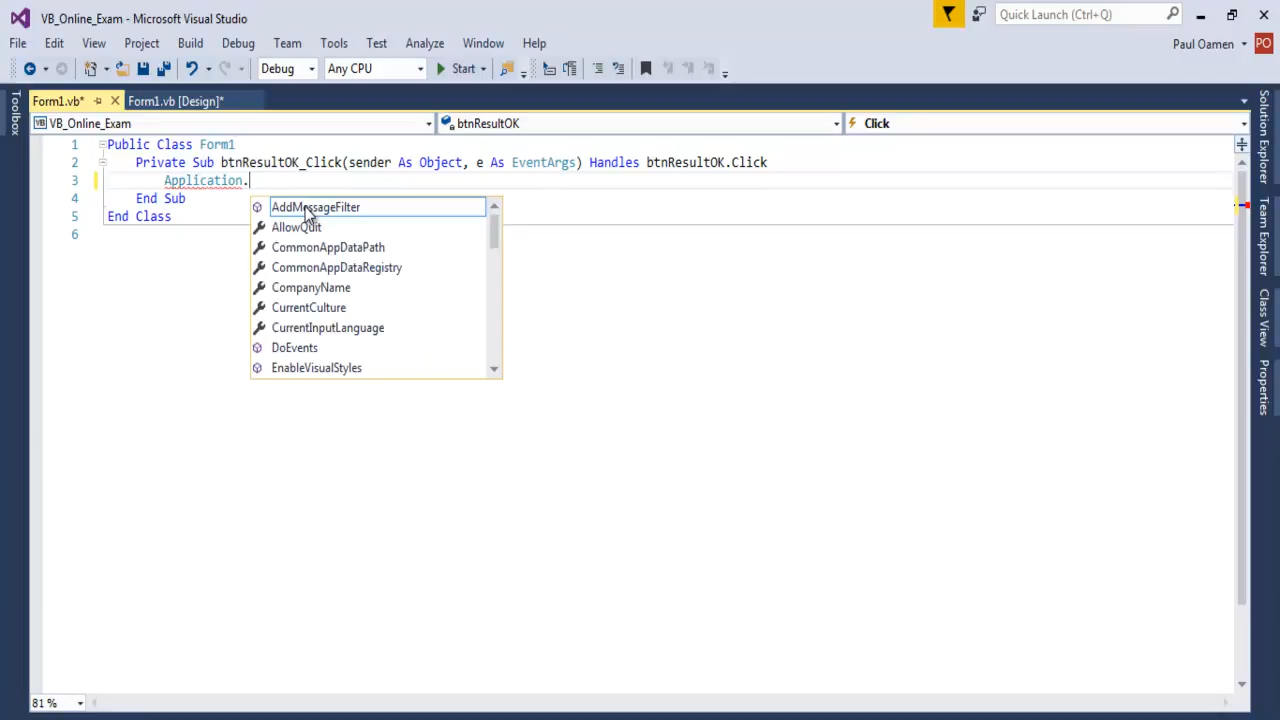 VB_Online_Exam - Microsoft Visual Studio
Quick Launch (Ctrl+Q)
File Edit View Project Build Debug Team Tools Test Analyze Window Help
Paul Oamen PO
Debug Any CPU Start
Form1.vb* Form1.vb [Design]*
VB VB_Online_Exam btnResultOK Click
Toolbox
1 Public Class Form1
2 Private Sub btnResultOK_Click(sender As Object, e As EventArgs) Handles btnResultOK.Click
3 Application.
4 End Sub
5 End Class
6
AddMessageFilter
AllowQuit
CommonAppDataPath
CommonAppDataRegistry
CompanyName
CurrentCulture
CurrentInputLanguage
DoEvents
EnableVisualStyles
Solution Explorer
Team Explorer
Class View
Properties
81 %